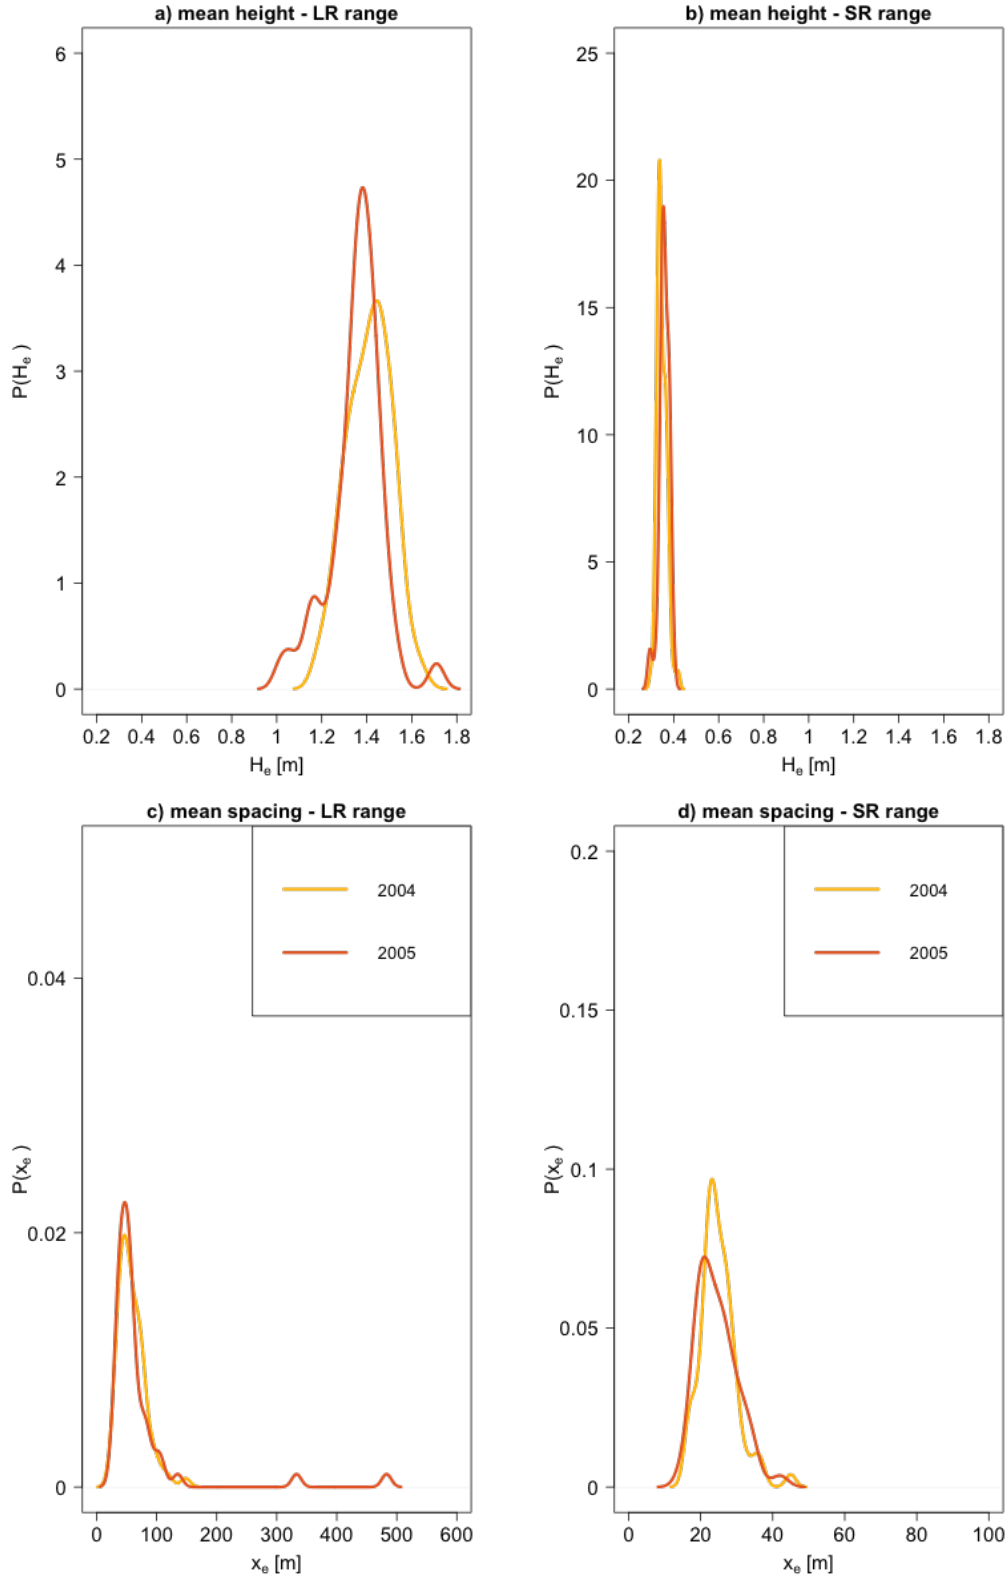 a) mean height - LR range
6
5
4
3
2
1
0
P(Hₑ )
0.2 0.4 0.6 0.8 1 1.2 1.4 1.6 1.8
Hₑ [m]
b) mean height - SR range
25
20
15
10
5
0
P(Hₑ )
0.2 0.4 0.6 0.8 1 1.2 1.4 1.6 1.8
Hₑ [m]
c) mean spacing - LR range
2004
2005
0.04
0.02
0
P(xₑ )
0 100 200 300 400 500 600
xₑ [m]
d) mean spacing - SR range
2004
2005
0.2
0.15
0.1
0.05
0
P(xₑ )
0 20 40 60 80 100
xₑ [m]